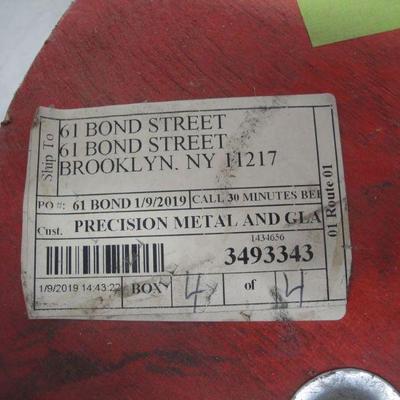 Ship To
61 BOND STREET
61 BOND STREET
BROOKLYN. NY 11217
PO #: 61 BOND 1/9/2019 CALL 30 MINUTES BEF
Cust. PRECISION METAL AND GLA
1434656
3493343
1/9/2019 14:43:22 BOX 4 of 4
01 Route 01